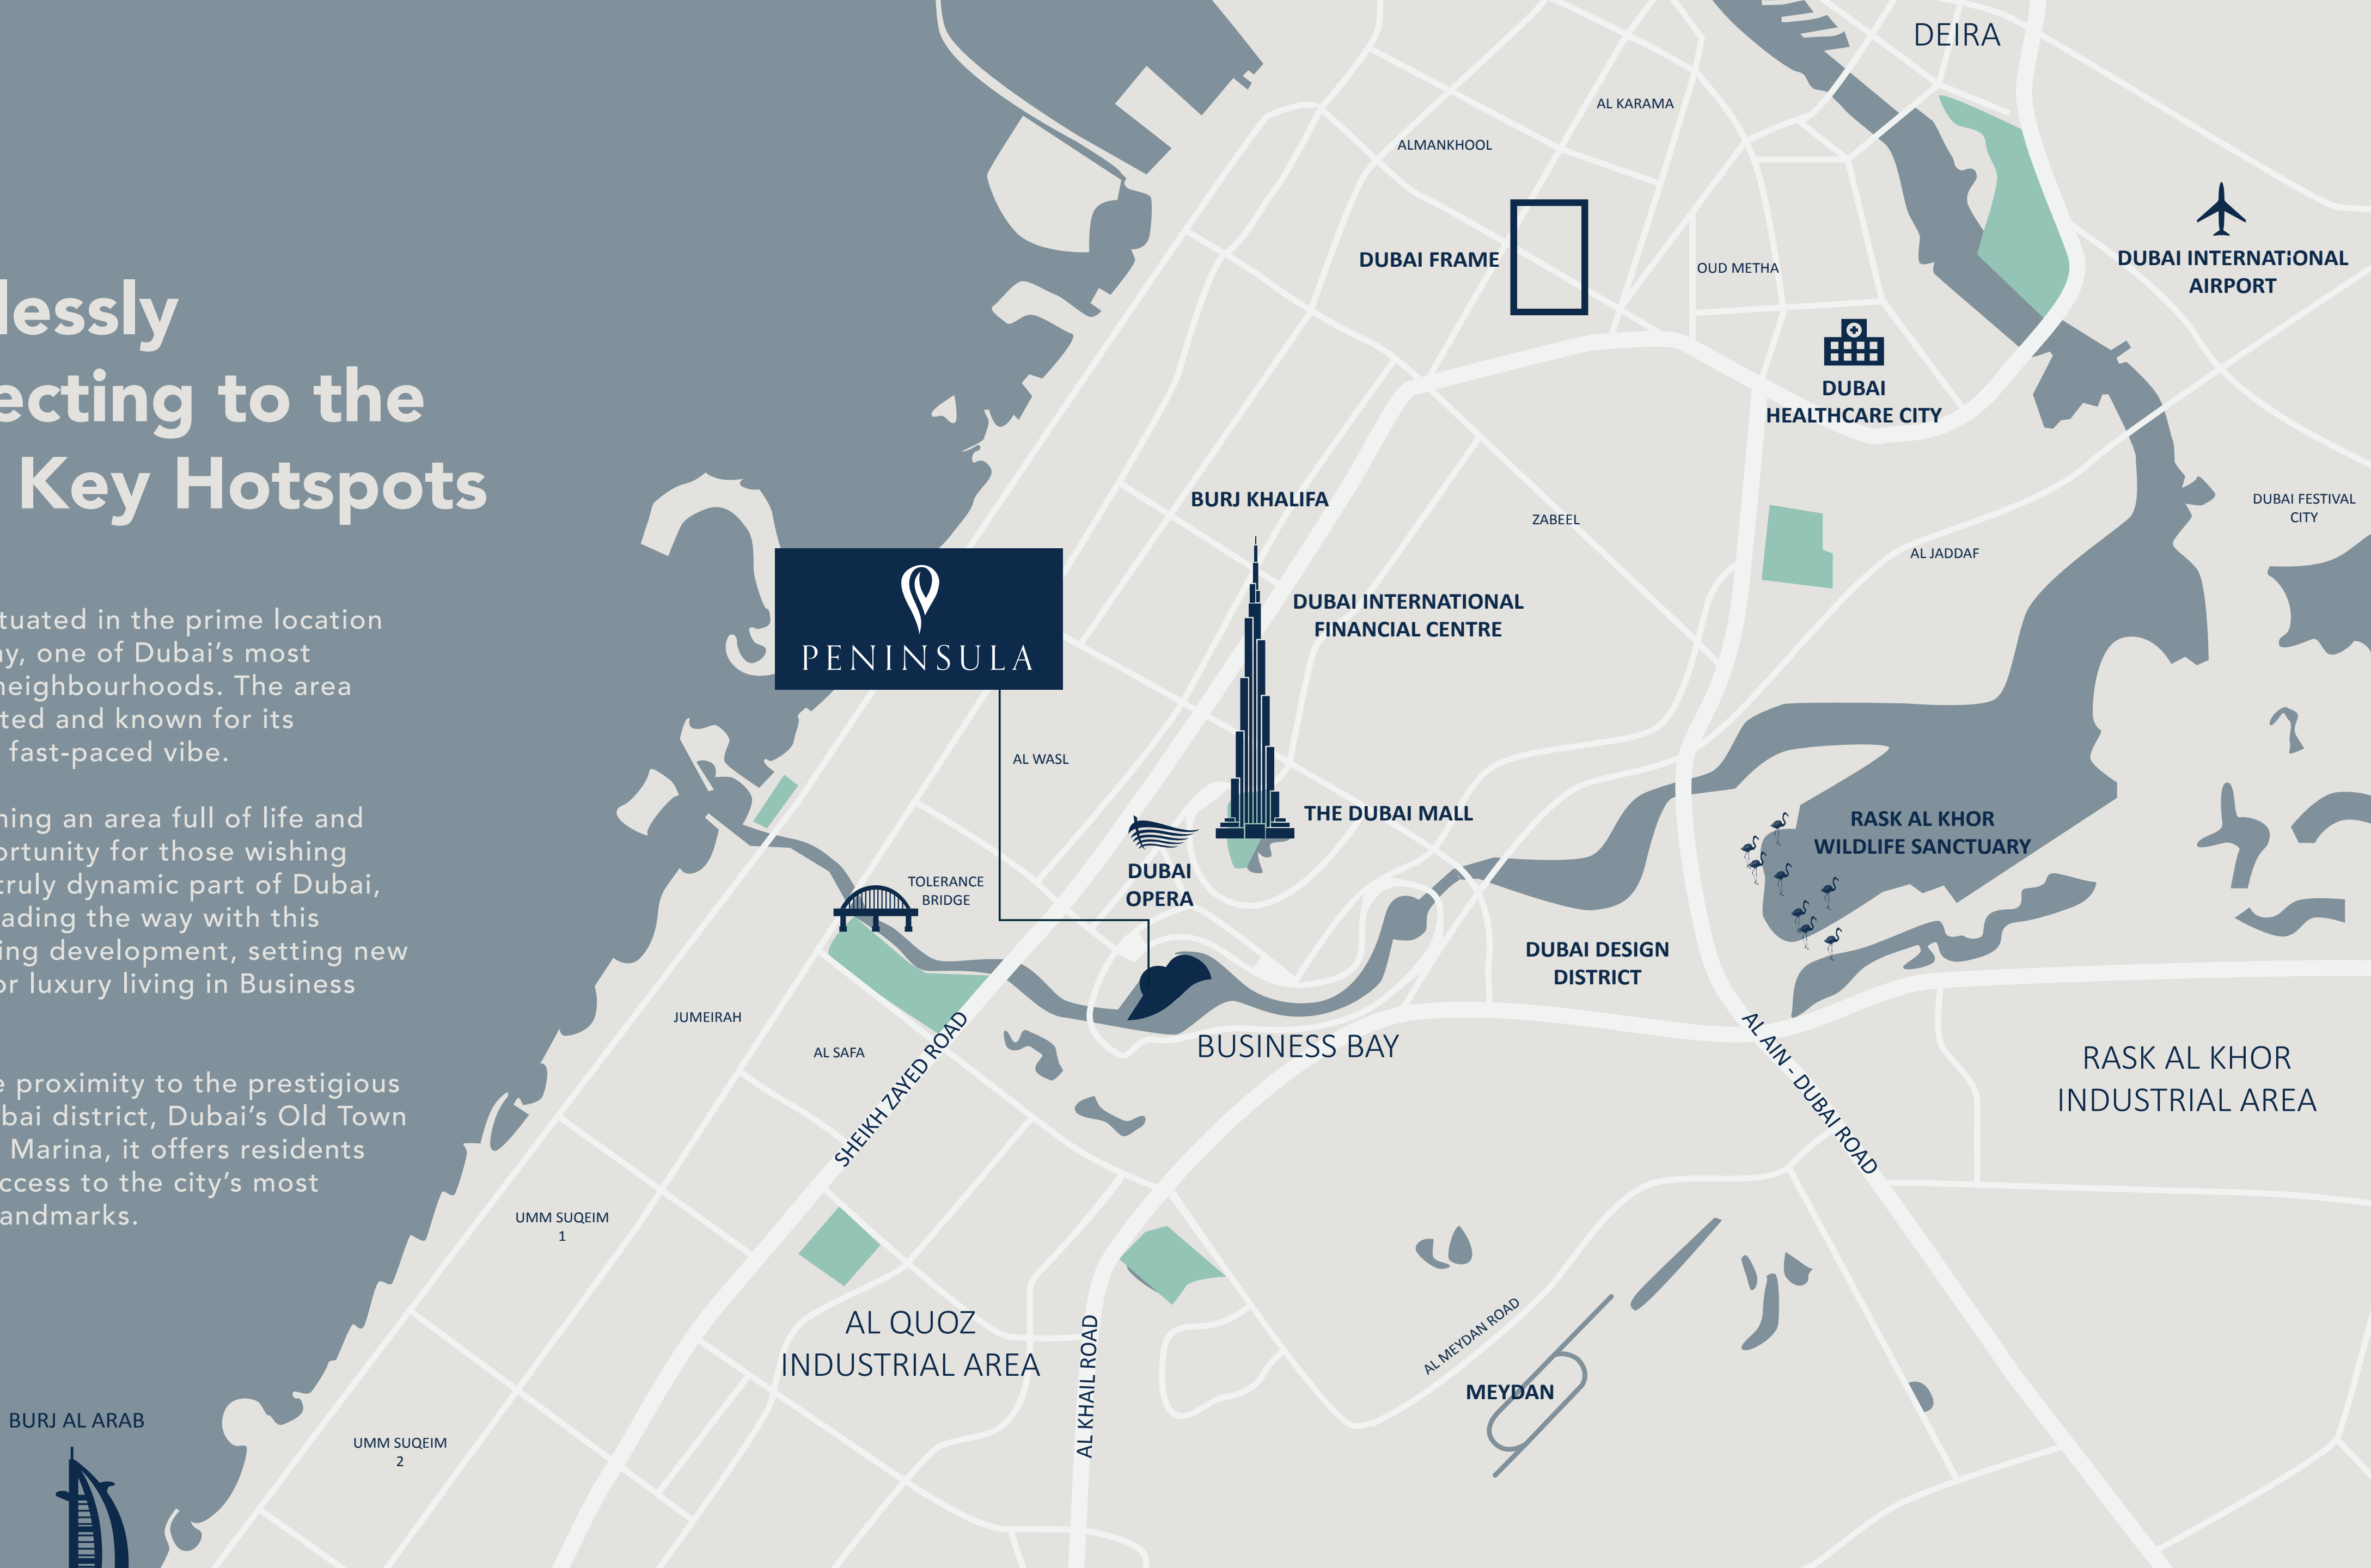 lessly
ecting to the
Key Hotspots
tuated in the prime location
ay, one of Dubai’s most
neighbourhoods. The area
ted and known for its
fast-paced vibe.
ning an area full of life and
ortunity for those wishing
truly dynamic part of Dubai,
ading the way with this
ing development, setting new
or luxury living in Business
e proximity to the prestigious
bai district, Dubai’s Old Town
Marina, it offers residents
ccess to the city’s most
andmarks.
DEIRA
AL KARAMA
ALMANKHOOL
DUBAI FRAME
OUD METHA
DUBAI INTERNATiONAL
AIRPORT
DUBAI
HEALTHCARE CITY
BURJ KHALIFA
ZABEEL
DUBAI FESTIVAL
CITY
AL JADDAF
PENINSULA
DUBAI INTERNATIONAL
FINANCIAL CENTRE
AL WASL
THE DUBAI MALL
DUBAI
OPERA
RASK AL KHOR
WILDLIFE SANCTUARY
TOLERANCE
BRIDGE
DUBAI DESIGN
DISTRICT
JUMEIRAH
AL SAFA
SHEIKH ZAYED ROAD
BUSINESS BAY
AL AIN - DUBAI ROAD
RASK AL KHOR
INDUSTRIAL AREA
UMM SUQEIM
1
AL QUOZ
INDUSTRIAL AREA
AL KHAIL ROAD
AL MEYDAN ROAD
MEYDAN
BURJ AL ARAB
UMM SUQEIM
2